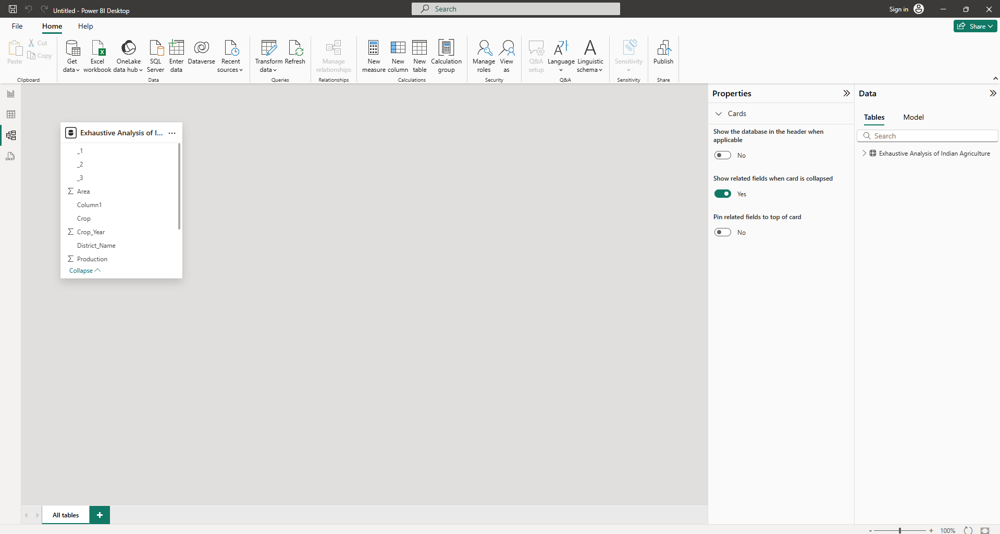 Untitled - Power BI Desktop
Search
Sign in
File
Home
Help
Share
Paste
Cut
Copy
Clipboard
Get data
Excel workbook
OneLake data hub
SQL Server
Enter data
Dataverse
Recent sources
Data
Transform data
Refresh
Queries
Manage relationships
Relationships
New measure
New column
New table
Calculation group
Calculations
Manage roles
View as
Security
Q&A setup
Language
Linguistic schema
Q&A
Sensitivity
Sensitivity
Publish
Share
DAX
Exhaustive Analysis of I...
_1
_2
_3
Area
Column1
Crop
Crop_Year
District_Name
Production
Collapse
Properties
Cards
Show the database in the header when
applicable
No
Show related fields when card is collapsed
Yes
Pin related fields to top of card
No
Data
Tables
Model
Search
Exhaustive Analysis of Indian Agriculture
All tables
100%